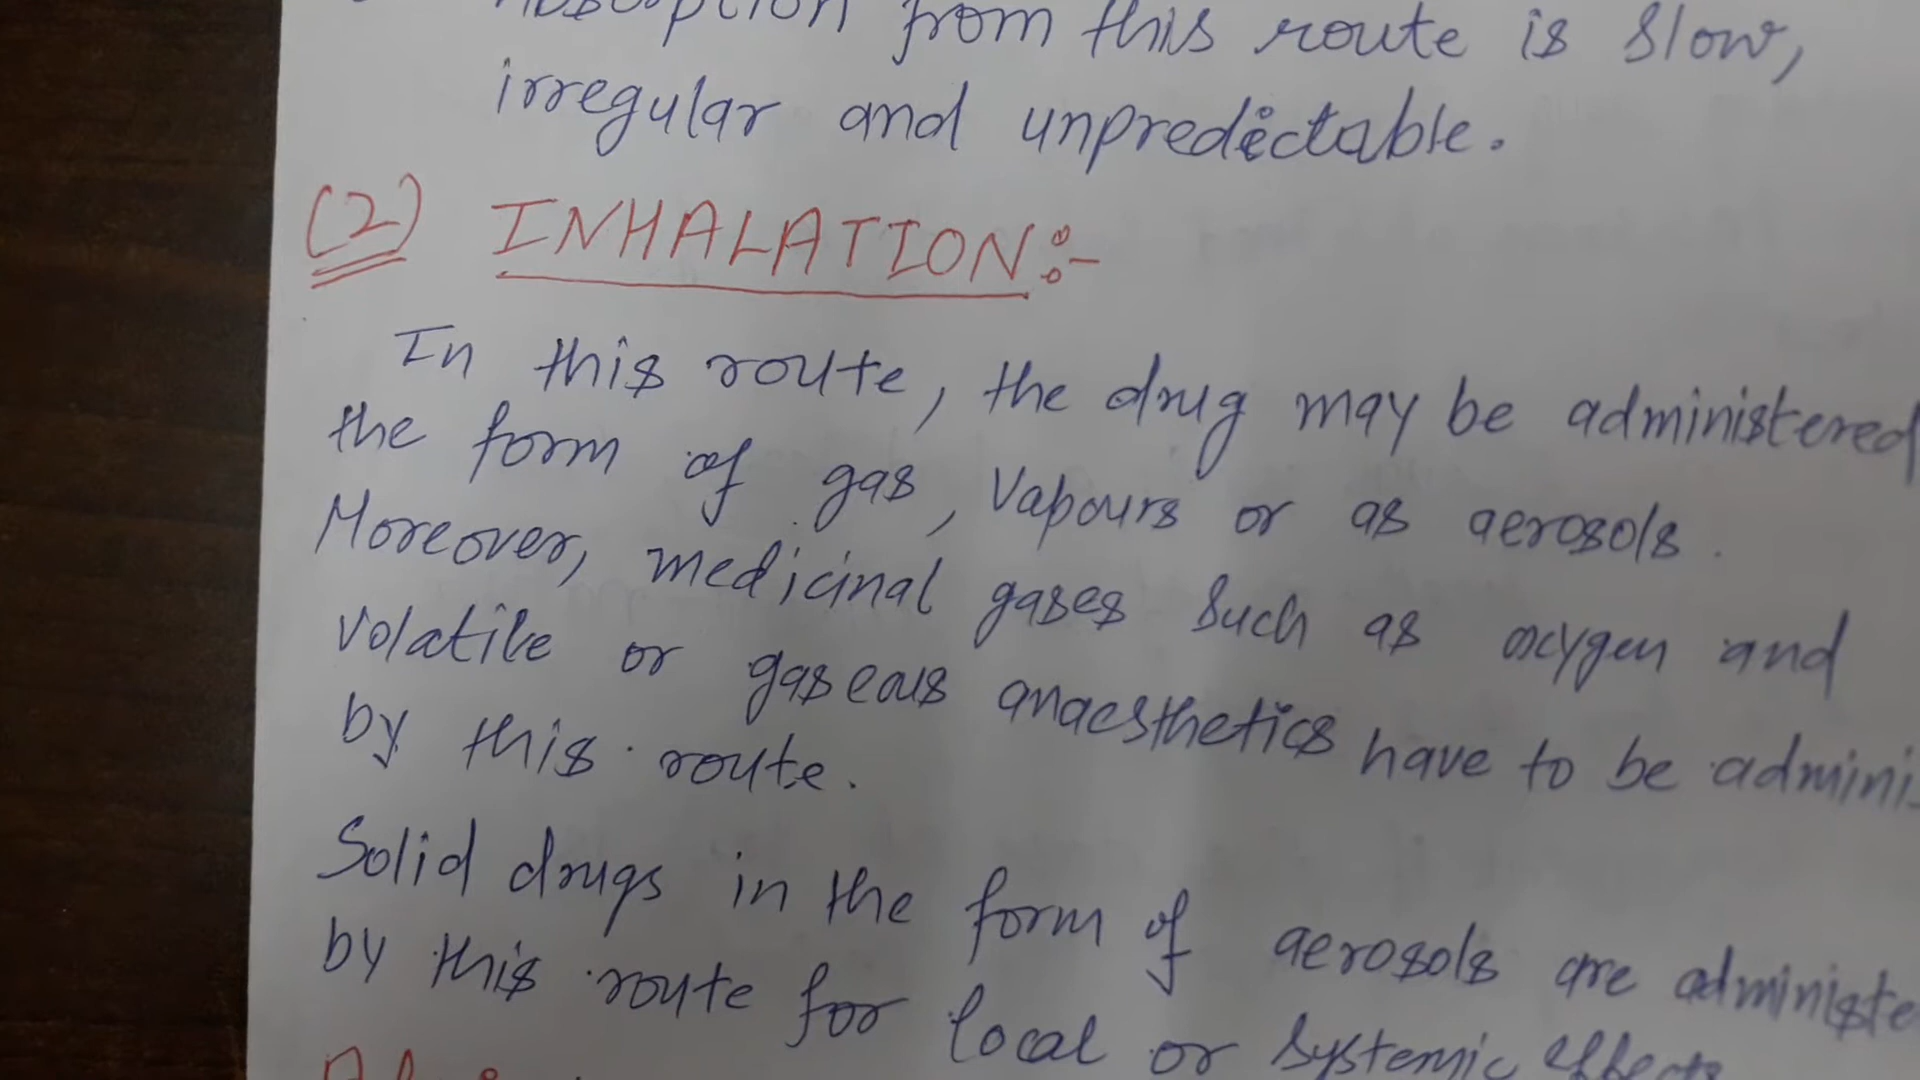 Absorption from this route is slow,
irregular and unpredictable.
(2) INHALATION:-
In this route, the drug may be administered
the form of gas, Vapours or as aerosols.
Moreover, medicinal gases such as oxygen and
volatile or gaseous anaesthetics have to be adminis
by this route.
Solid drugs in the form of aerosols are administe
by this route for local or systemic effects